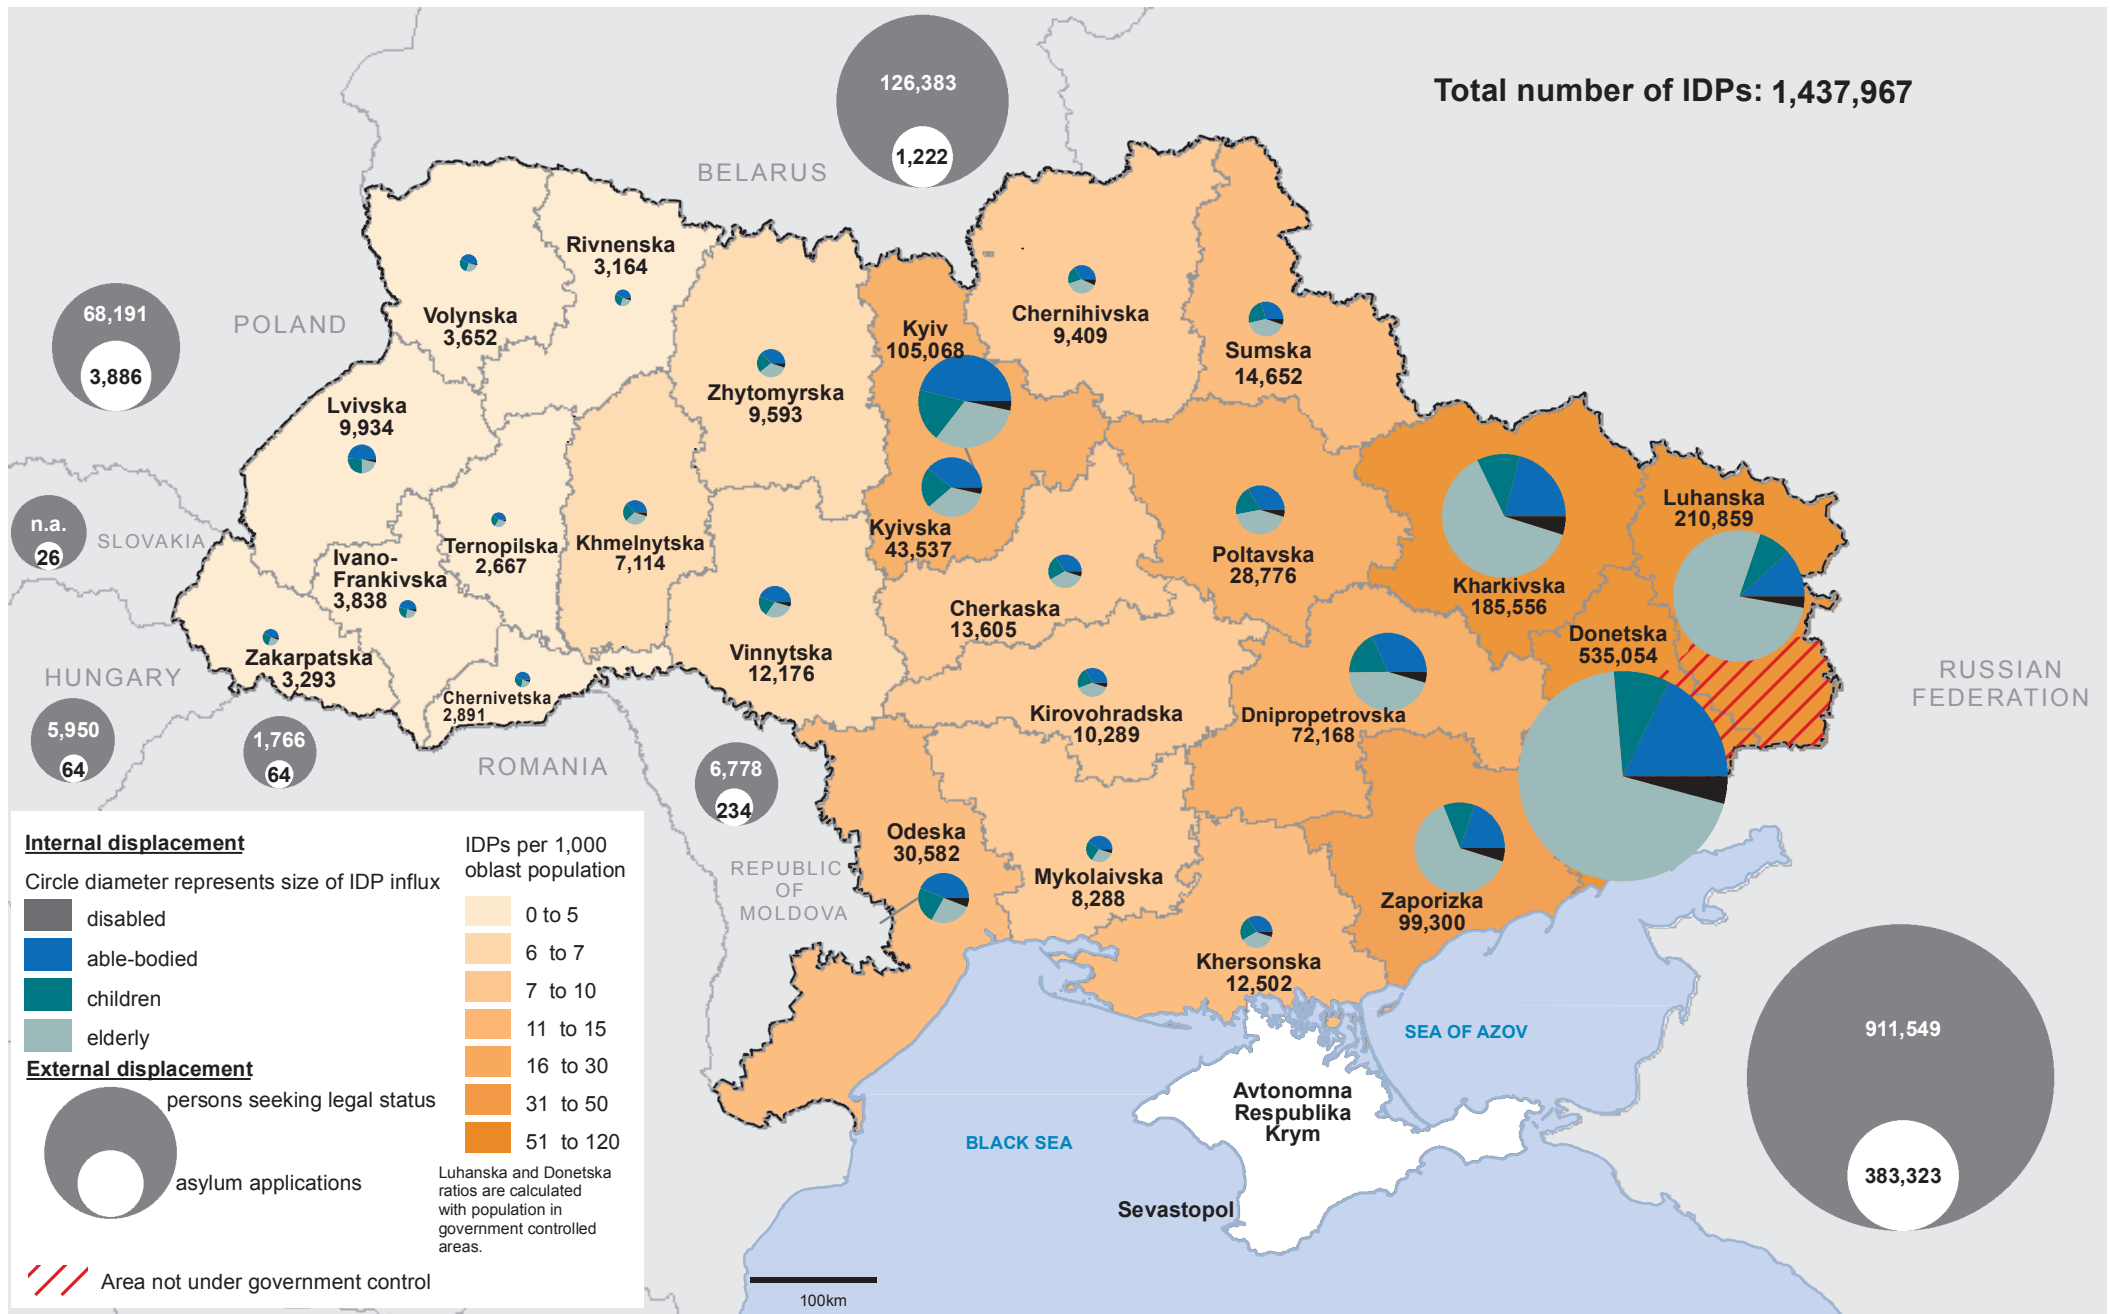 Total number of IDPs: 1,437,967
126,383
1,222
BELARUS
Rivnenska
3,164
Volynska
3,652
68,191
3,886
POLAND
Kyiv
105,068
Chernihivska
9,409
Sumska
14,652
Zhytomyrska
9,593
Lvivska
9,934
Luhanska
210,859
n.a.
26
SLOVAKIA
Ivano-
Frankivska
3,838
Ternopilska
2,667
Khmelnytska
7,114
Kyivska
43,537
Poltavska
28,776
Kharkivska
185,556
Cherkaska
13,605
Donetska
535,054
Zakarpatska
3,293
Vinnytska
12,176
HUNGARY
5,950
64
1,766
64
Chernivetska
2,891
ROMANIA
6,778
234
Kirovohradska
10,289
Dnipropetrovska
72,168
RUSSIAN
FEDERATION
REPUBLIC
OF
MOLDOVA
Odeska
30,582
Mykolaivska
8,288
Zaporizka
99,300
Khersonska
12,502
SEA OF AZOV
BLACK SEA
Avtonomna
Respublika
Krym
Sevastopol
911,549
383,323
Internal displacement
Circle diameter represents size of IDP influx
disabled
able-bodied
children
elderly
External displacement
persons seeking legal status
asylum applications
Area not under government control
IDPs per 1,000
oblast population
0 to 5
6 to 7
7 to 10
11 to 15
16 to 30
31 to 50
51 to 120
Luhanska and Donetska
ratios are calculated
with population in
government controlled
areas.
100km